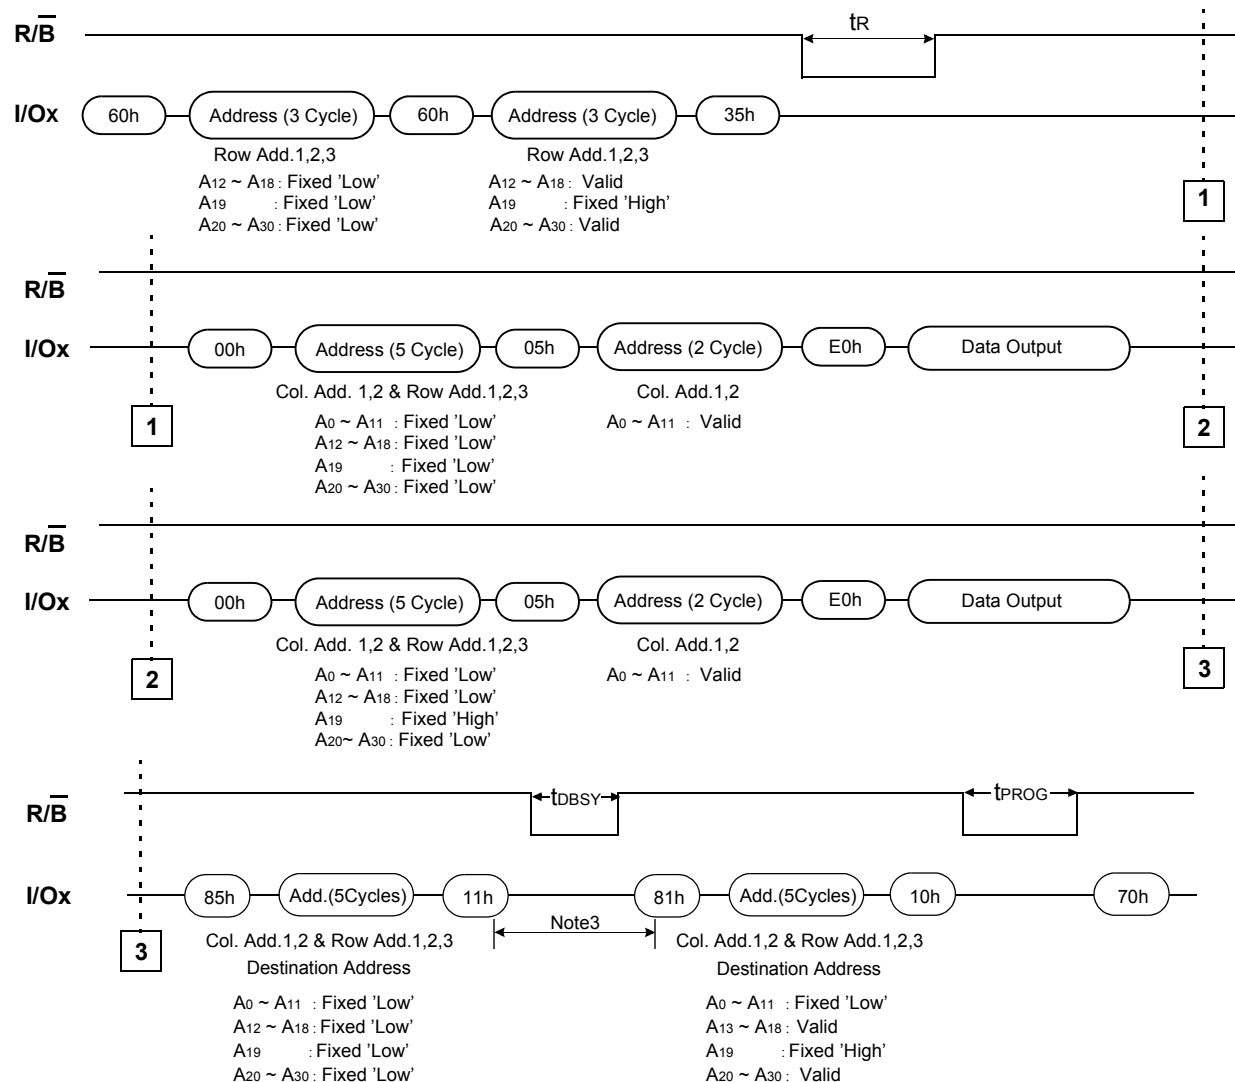 tR
R/B
I/Ox 60h Address (3 Cycle) 60h Address (3 Cycle) 35h
Row Add.1,2,3 Row Add.1,2,3
A12 ~ A18 : Fixed 'Low' A12 ~ A18 : Valid
A19 : Fixed 'Low' A19 : Fixed 'High'
A20 ~ A30 : Fixed 'Low' A20 ~ A30 : Valid
1
R/B
I/Ox 00h Address (5 Cycle) 05h Address (2 Cycle) E0h Data Output
Col. Add. 1,2 & Row Add.1,2,3 Col. Add.1,2
A0 ~ A11 : Fixed 'Low' A0 ~ A11 : Valid
A12 ~ A18 : Fixed 'Low'
A19 : Fixed 'Low'
A20 ~ A30 : Fixed 'Low'
1 2
R/B
I/Ox 00h Address (5 Cycle) 05h Address (2 Cycle) E0h Data Output
Col. Add. 1,2 & Row Add.1,2,3 Col. Add.1,2
A0 ~ A11 : Fixed 'Low' A0 ~ A11 : Valid
A12 ~ A18 : Fixed 'Low'
A19 : Fixed 'High'
A20~ A30 : Fixed 'Low'
2 3
R/B tDBSY tPROG
I/Ox 85h Add.(5Cycles) 11h 81h Add.(5Cycles) 10h 70h
Note3
3
Col. Add.1,2 & Row Add.1,2,3 Col. Add.1,2 & Row Add.1,2,3
Destination Address Destination Address
A0 ~ A11 : Fixed 'Low' A0 ~ A11 : Fixed 'Low'
A12 ~ A18 : Fixed 'Low' A13 ~ A18 : Valid
A19 : Fixed 'Low' A19 : Fixed 'High'
A20 ~ A30 : Fixed 'Low' A20 ~ A30 : Valid